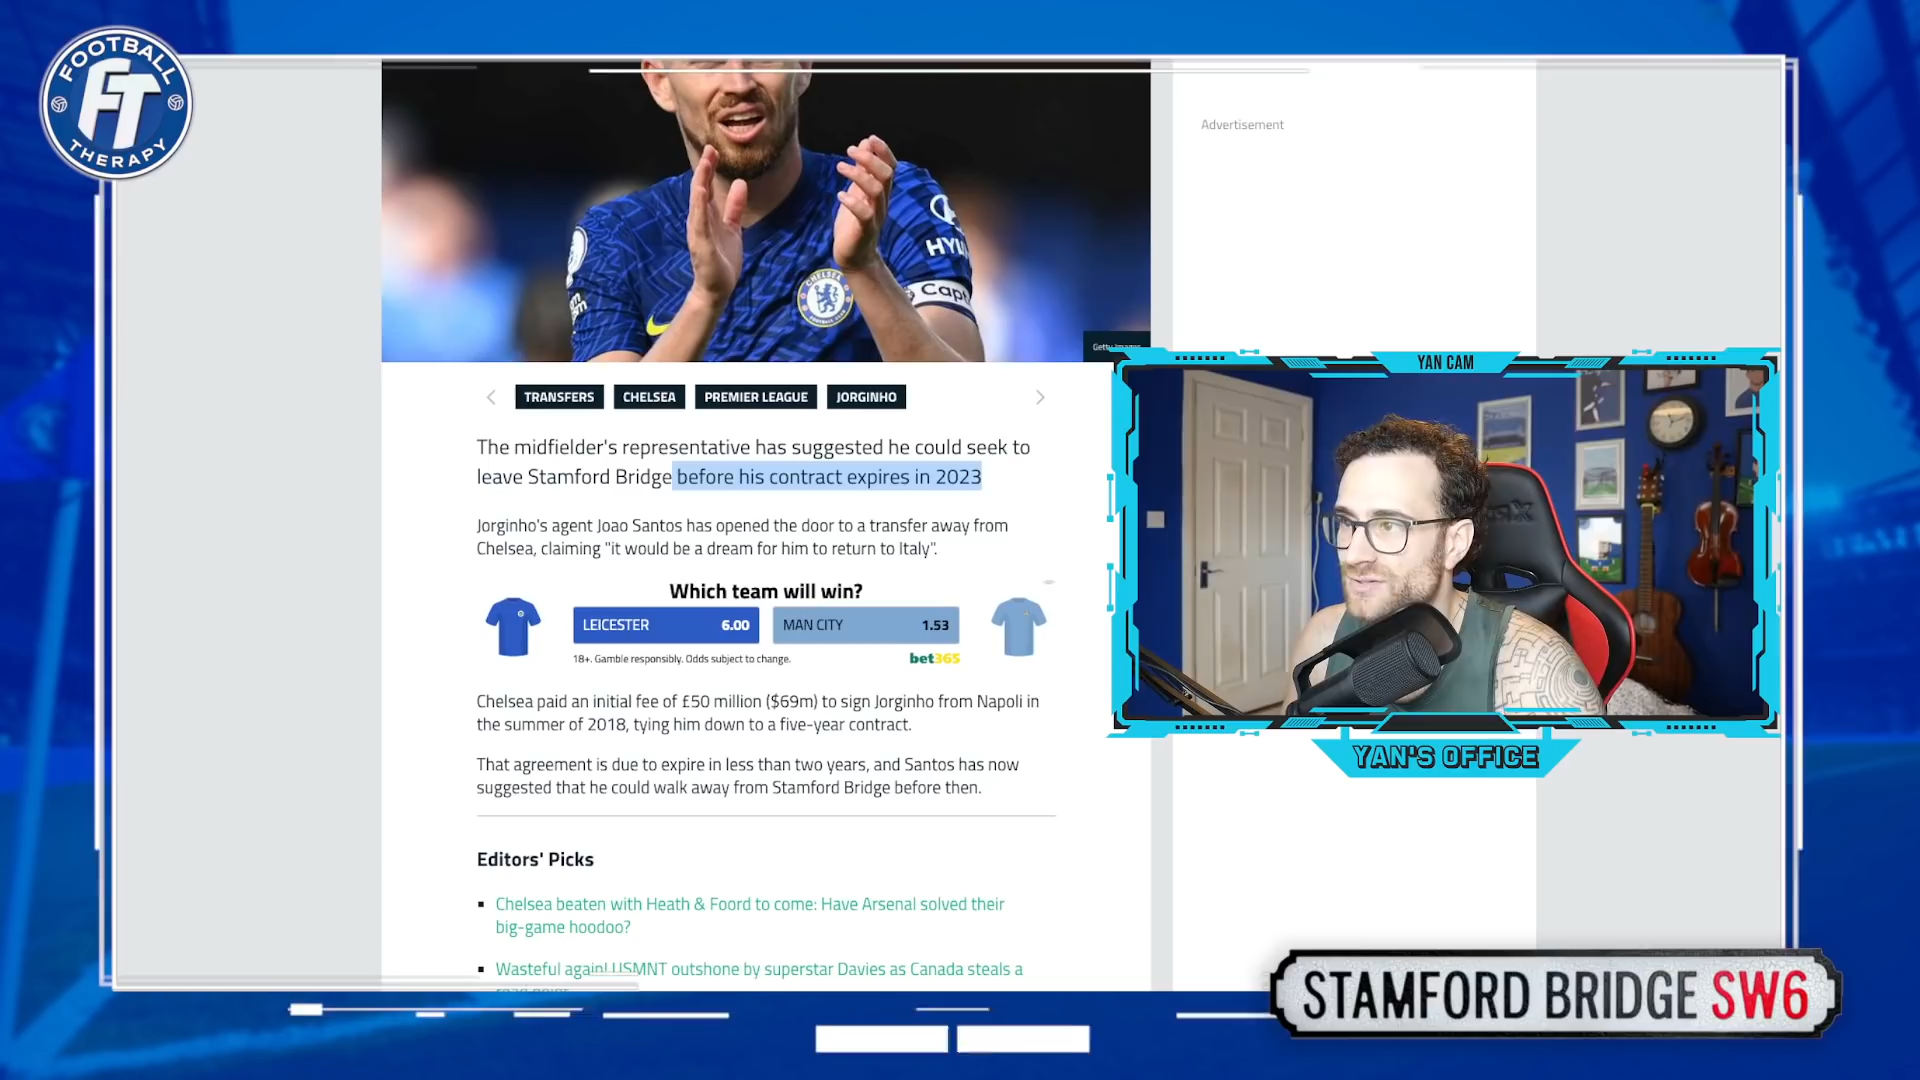 FOOTBALL
FT
THERAPY
Advertisement
HYU
CHELSEA
FOOTBALL CLUB
Capt
Getty Images
TRANSFERS
CHELSEA
PREMIER LEAGUE
JORGINHO
The midfielder's representative has suggested he could seek to
leave Stamford Bridge before his contract expires in 2023
Jorginho's agent Joao Santos has opened the door to a transfer away from
Chelsea, claiming "it would be a dream for him to return to Italy".
Which team will win?
LEICESTER 6.00
MAN CITY 1.53
18+. Gamble responsibly. Odds subject to change.
bet365
Chelsea paid an initial fee of £50 million ($69m) to sign Jorginho from Napoli in
the summer of 2018, tying him down to a five-year contract.
That agreement is due to expire in less than two years, and Santos has now
suggested that he could walk away from Stamford Bridge before then.
Editors' Picks
Chelsea beaten with Heath & Foord to come: Have Arsenal solved their
big-game hoodoo?
Wasteful again! USMNT outshone by superstar Davies as Canada steals a
YAN CAM
YAN'S OFFICE
STAMFORD BRIDGE SW6